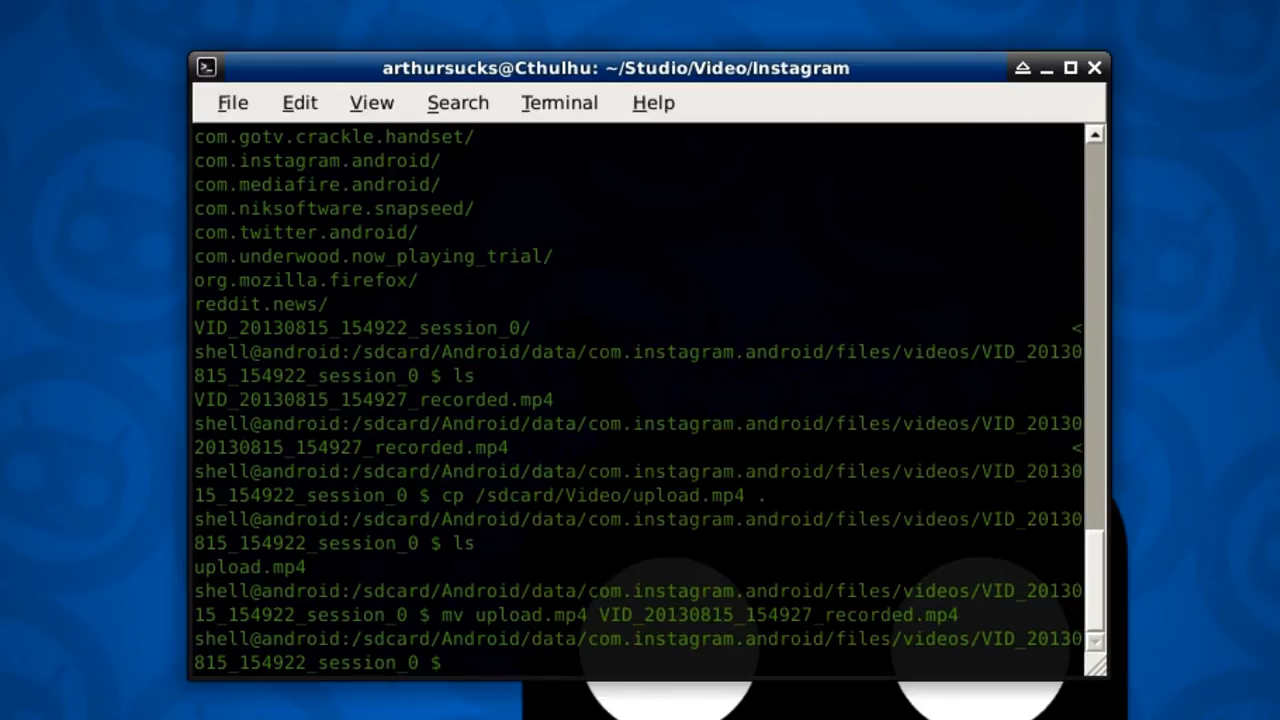 arthursucks@Cthulhu: ~/Studio/Video/Instagram
File Edit View Search Terminal Help
com.gotv.crackle.handset/
com.instagram.android/
com.mediafire.android/
com.niksoftware.snapseed/
com.twitter.android/
com.underwood.now_playing_trial/
org.mozilla.firefox/
reddit.news/
VID_20130815_154922_session_0/ <
shell@android:/sdcard/Android/data/com.instagram.android/files/videos/VID_20130
815_154922_session_0 $ ls
VID_20130815_154927_recorded.mp4
shell@android:/sdcard/Android/data/com.instagram.android/files/videos/VID_20130
20130815_154927_recorded.mp4 <
shell@android:/sdcard/Android/data/com.instagram.android/files/videos/VID_20130
15_154922_session_0 $ cp /sdcard/Video/upload.mp4 .
shell@android:/sdcard/Android/data/com.instagram.android/files/videos/VID_20130
815_154922_session_0 $ ls
upload.mp4
shell@android:/sdcard/Android/data/com.instagram.android/files/videos/VID_20130
15_154922_session_0 $ mv upload.mp4 VID_20130815_154927_recorded.mp4
shell@android:/sdcard/Android/data/com.instagram.android/files/videos/VID_20130
815_154922_session_0 $